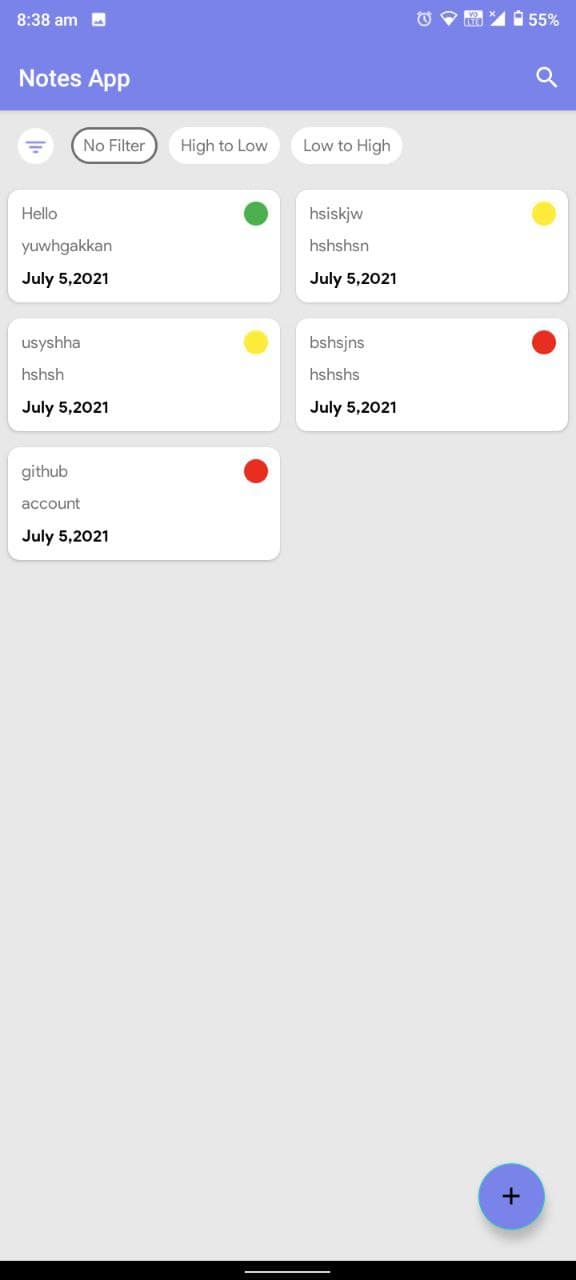 8:38 am VO LTE 55%
Notes App
No Filter High to Low Low to High
Hello
yuwhgakkan
July 5,2021
hsiskjw
hshshsn
July 5,2021
usyshha
hshsh
July 5,2021
bshsjns
hshshs
July 5,2021
github
account
July 5,2021